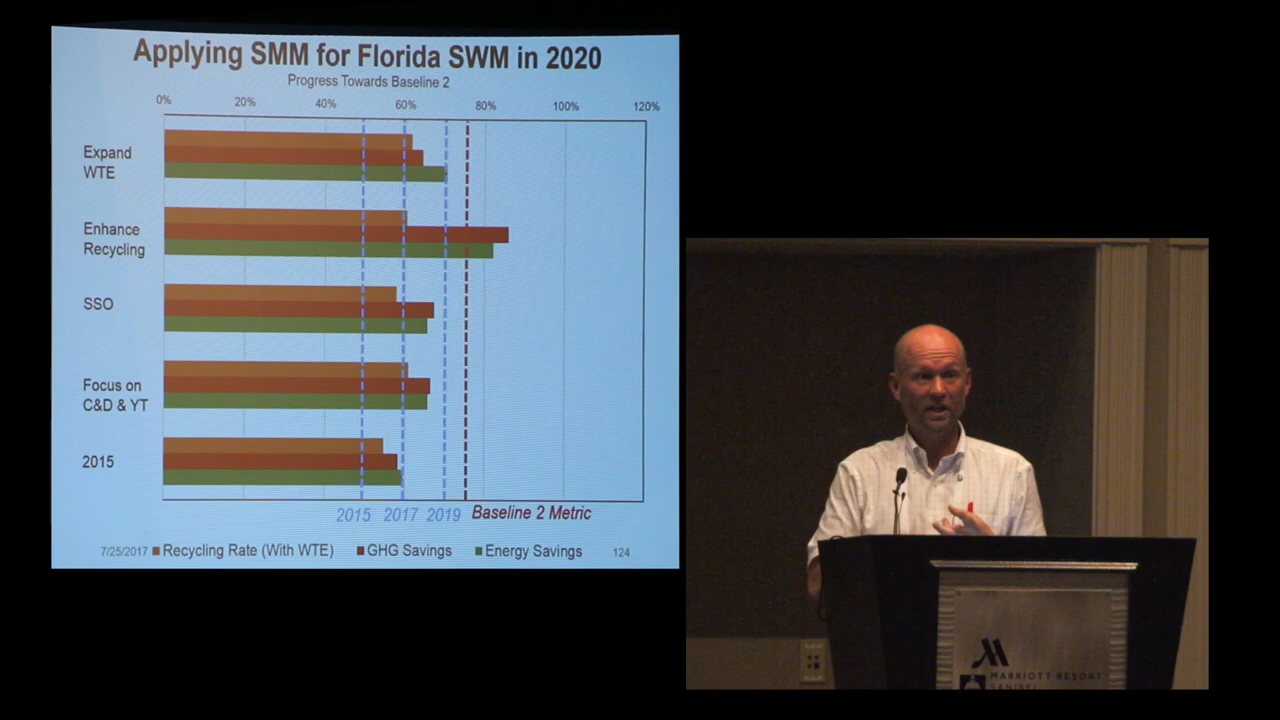 Applying SMM for Florida SWM in 2020
Progress Towards Baseline 2
0% 20% 40% 60% 80% 100% 120%
Expand
WTE
Enhance
Recycling
SSO
Focus on
C&D & YT
2015
2015 2017 2019 Baseline 2 Metric
7/25/2017 Recycling Rate (With WTE) GHG Savings Energy Savings 124
MARRIOTT RESORT
SANIBEL